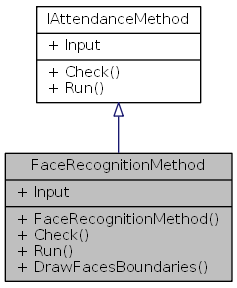 IAttendanceMethod
+ Input
+ Check()
+ Run()
FaceRecognitionMethod
+ Input
+ FaceRecognitionMethod()
+ Check()
+ Run()
+ DrawFacesBoundaries()